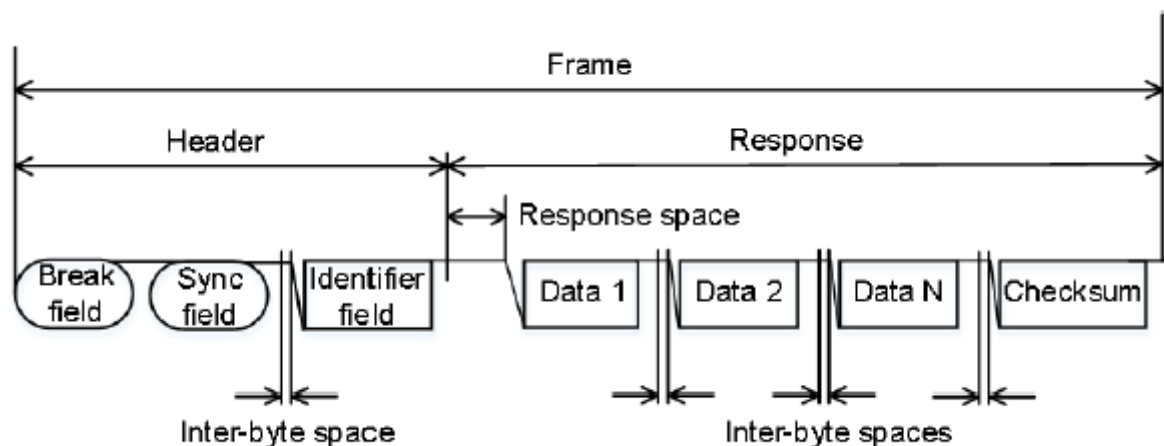 Frame
Header
Response
Response space
Break
field
Sync
field
Identifier
field
Data 1
Data 2
Data N
Checksum
Inter-byte space
Inter-byte spaces